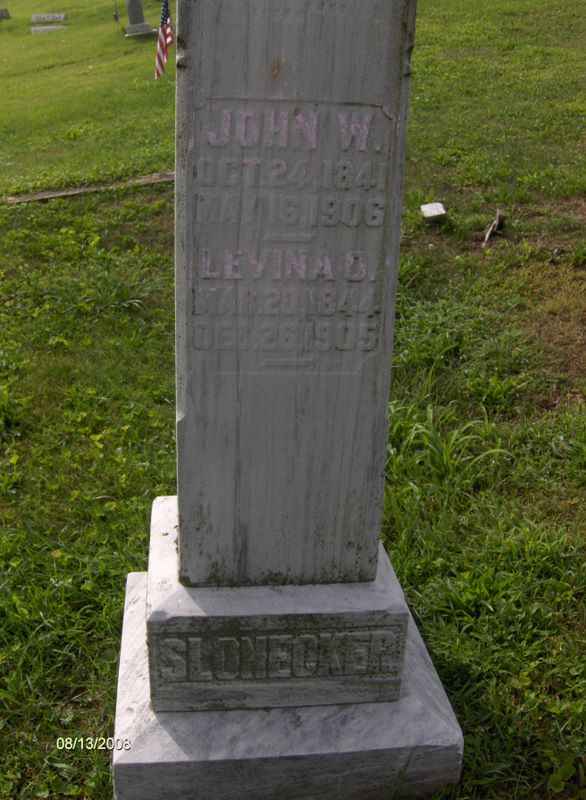 JOHN W.
OCT. 24, 1841
MAY 16, 1906
LEVINA D.
MAR. 20, 1844
DEC. 26, 1905
SLONECKER
08/13/2008